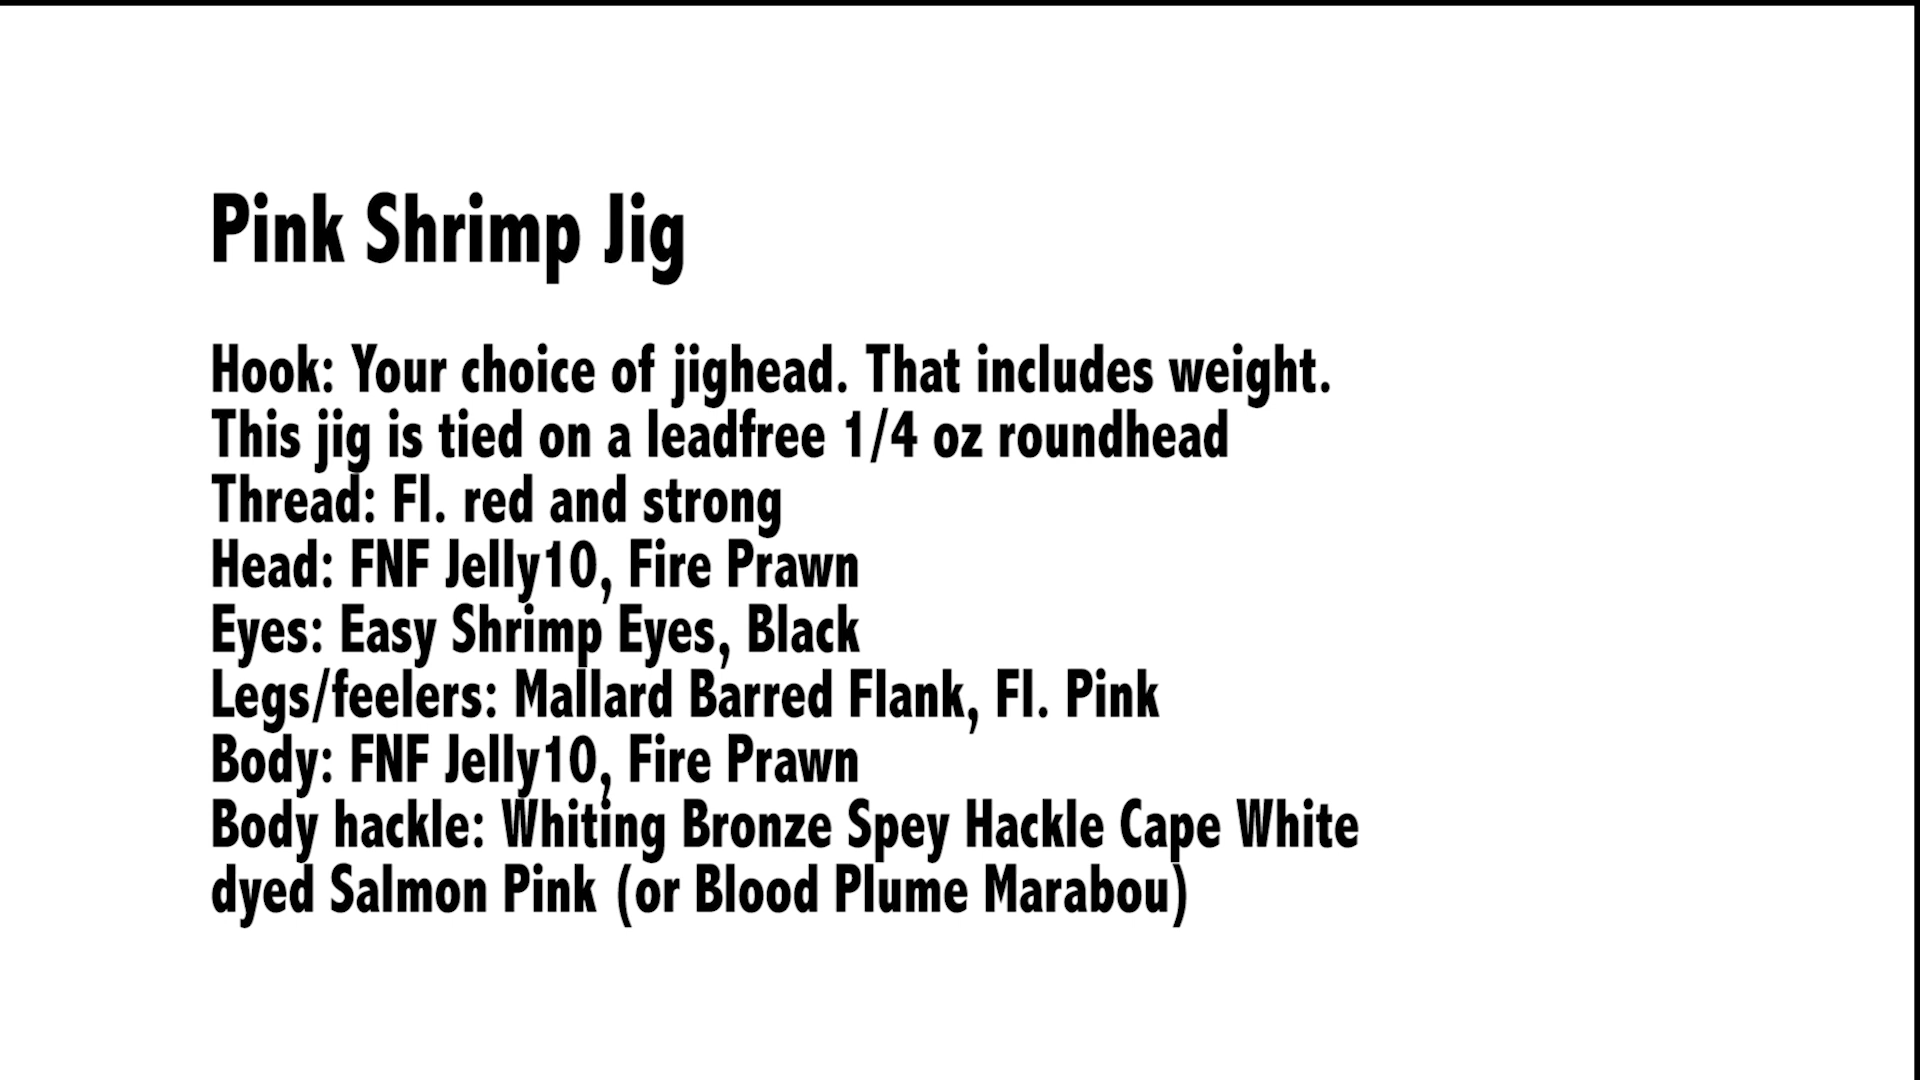 Pink Shrimp Jig
Hook: Your choice of jighead. That includes weight.
This jig is tied on a leadfree 1/4 oz roundhead
Thread: Fl. red and strong
Head: FNF Jelly10, Fire Prawn
Eyes: Easy Shrimp Eyes, Black
Legs/feelers: Mallard Barred Flank, Fl. Pink
Body: FNF Jelly10, Fire Prawn
Body hackle: Whiting Bronze Spey Hackle Cape White
dyed Salmon Pink (or Blood Plume Marabou)